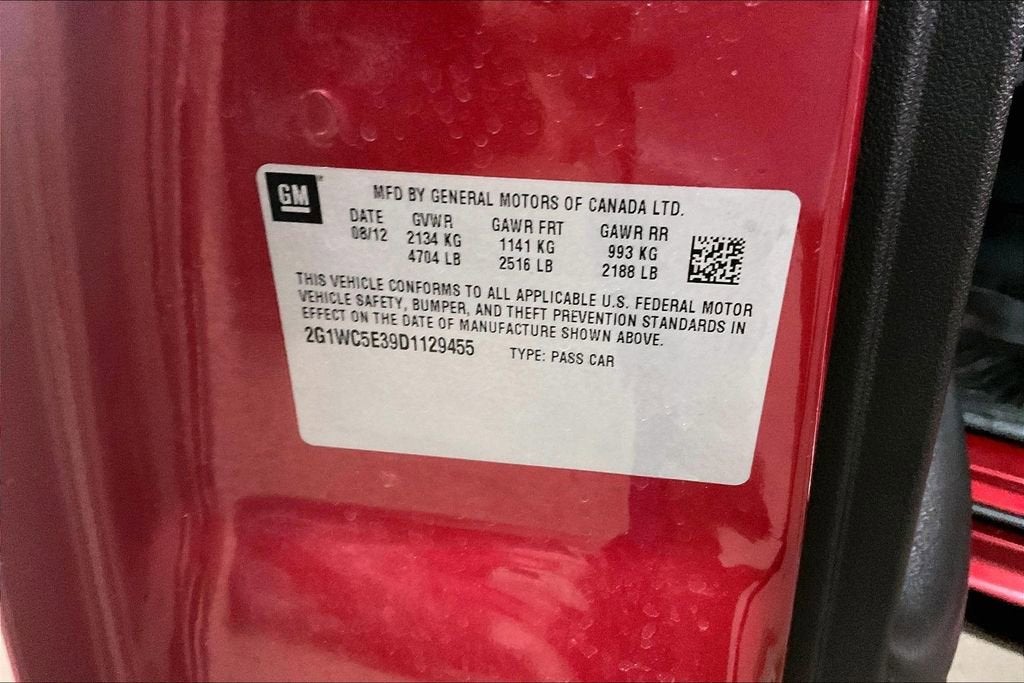 GM
MFD BY GENERAL MOTORS OF CANADA LTD.
DATE GVWR GAWR FRT GAWR RR
08/12 2134 KG 1141 KG 993 KG
4704 LB 2516 LB 2188 LB
THIS VEHICLE CONFORMS TO ALL APPLICABLE U.S. FEDERAL MOTOR
VEHICLE SAFETY, BUMPER, AND THEFT PREVENTION STANDARDS IN
EFFECT ON THE DATE OF MANUFACTURE SHOWN ABOVE.
2G1WC5E39D1129455 TYPE: PASS CAR